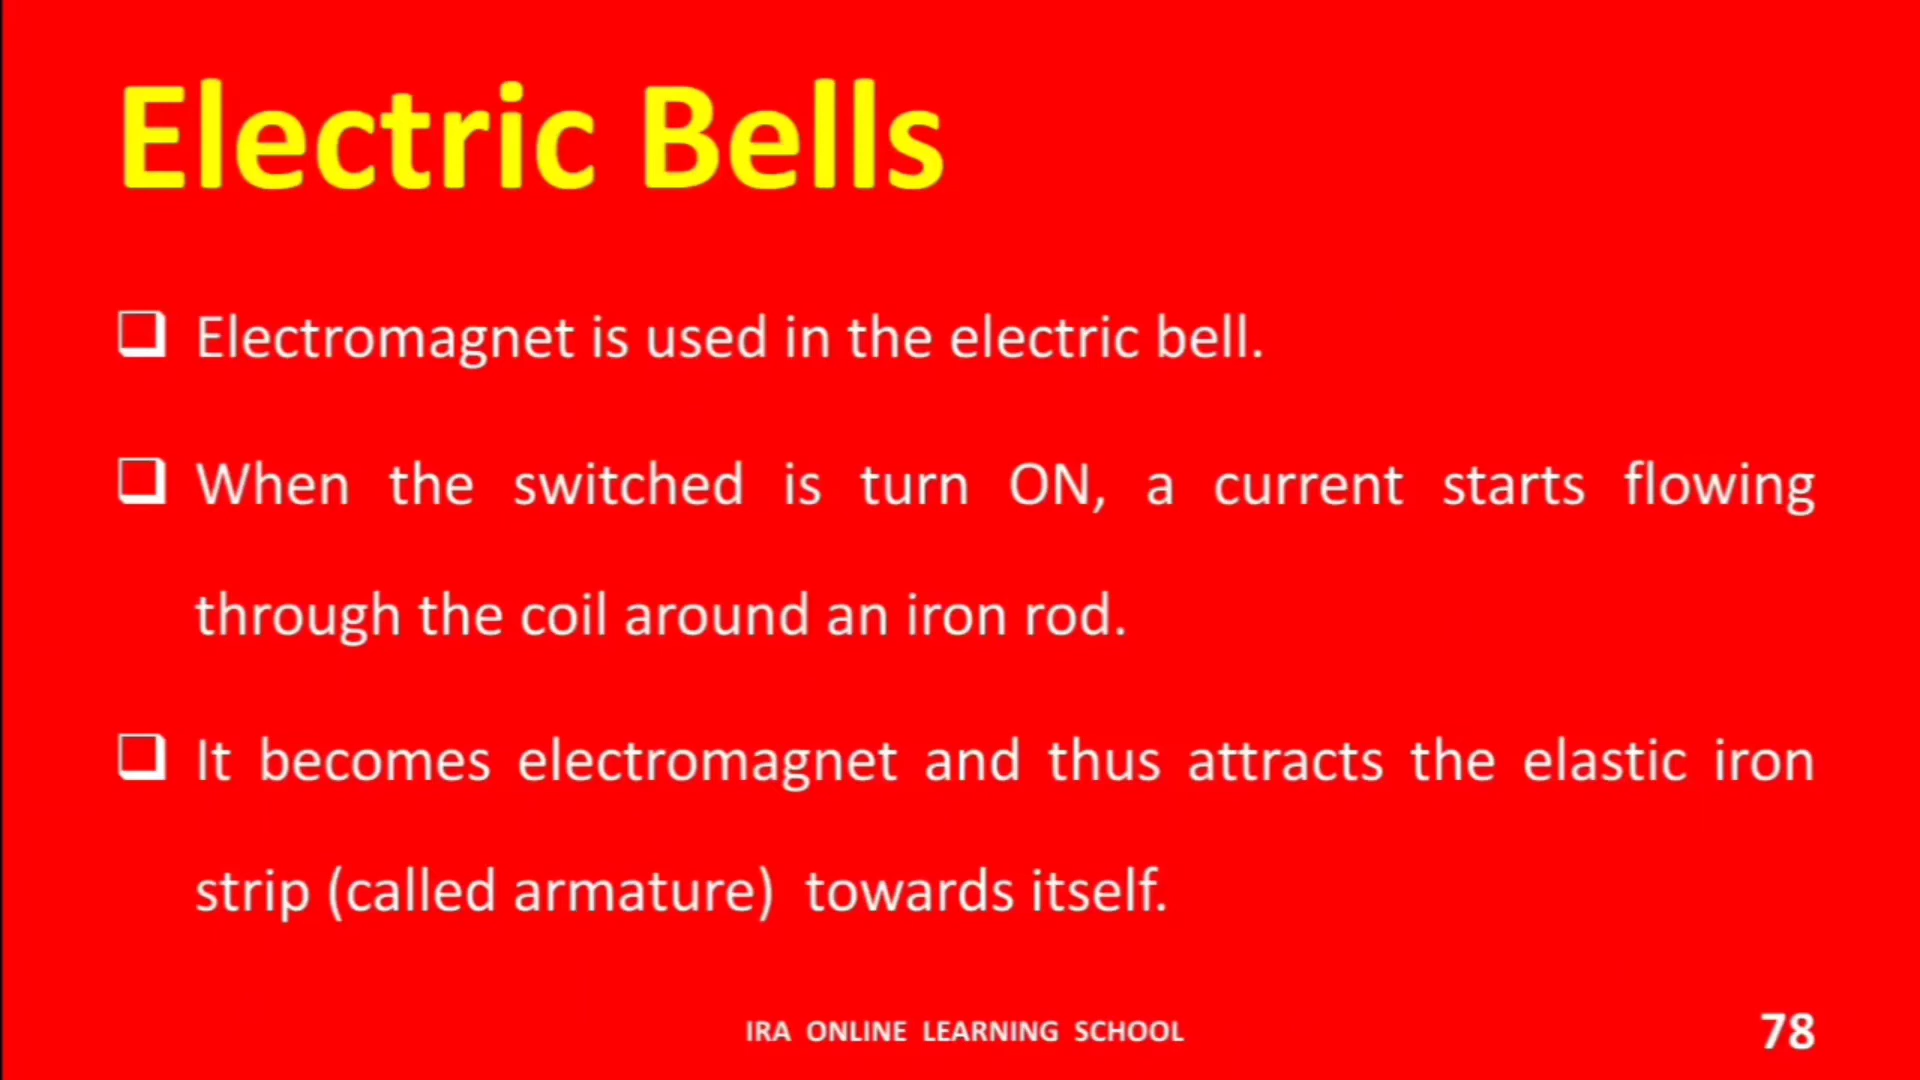 Electric Bells
Electromagnet is used in the electric bell.
When the switched is turn ON, a current starts flowing
through the coil around an iron rod.
It becomes electromagnet and thus attracts the elastic iron
strip (called armature) towards itself.
IRA ONLINE LEARNING SCHOOL
78